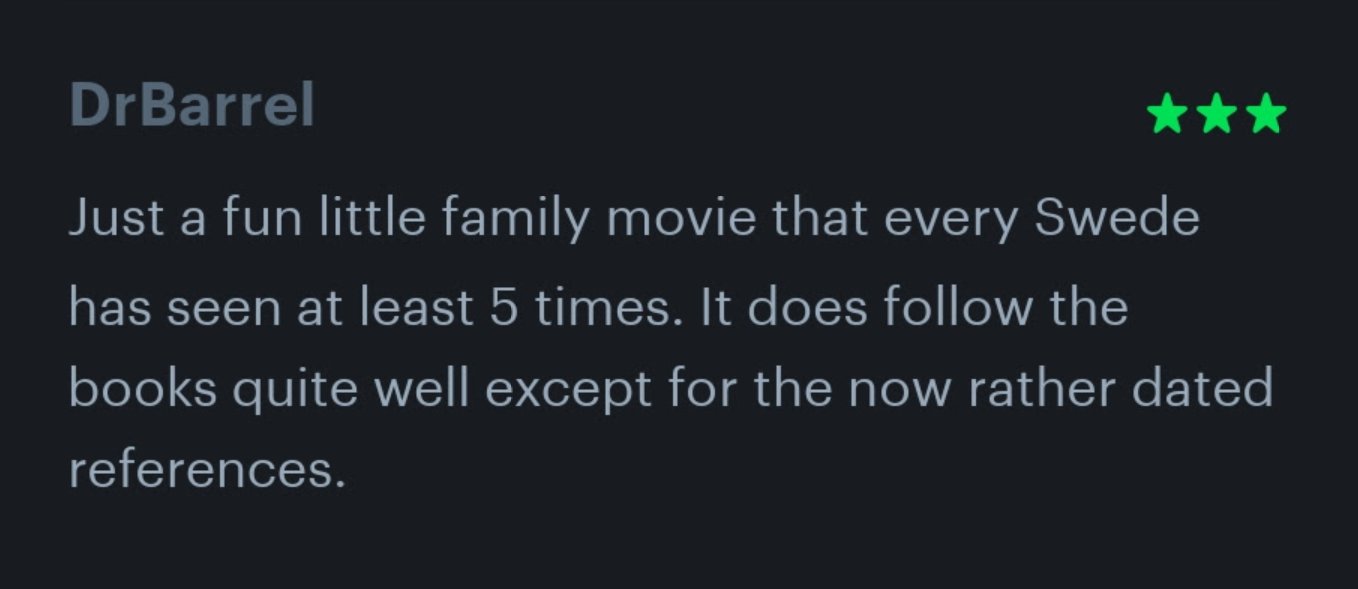 DrBarrel
Just a fun little family movie that every Swede
has seen at least 5 times. It does follow the
books quite well except for the now rather dated
references.